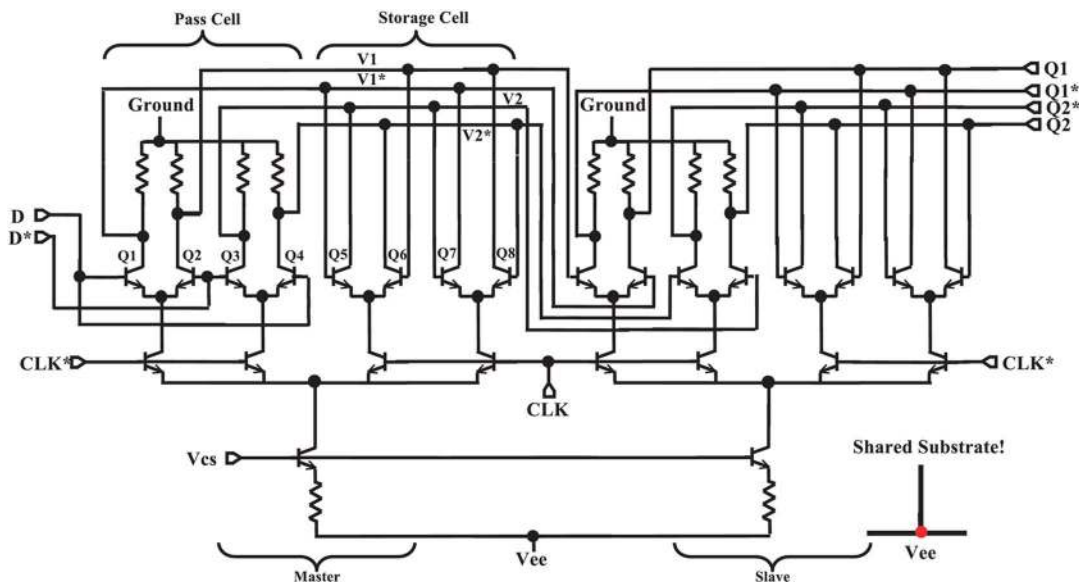 Pass Cell
Storage Cell
V1
V1*
V2
V2*
Ground
Ground
Q1
Q1*
Q2*
Q2
D
D*
Q1
Q2
Q3
Q4
Q5
Q6
Q7
Q8
CLK*
CLK
CLK*
Vcs
Shared Substrate!
Vee
Vee
Master
Slave